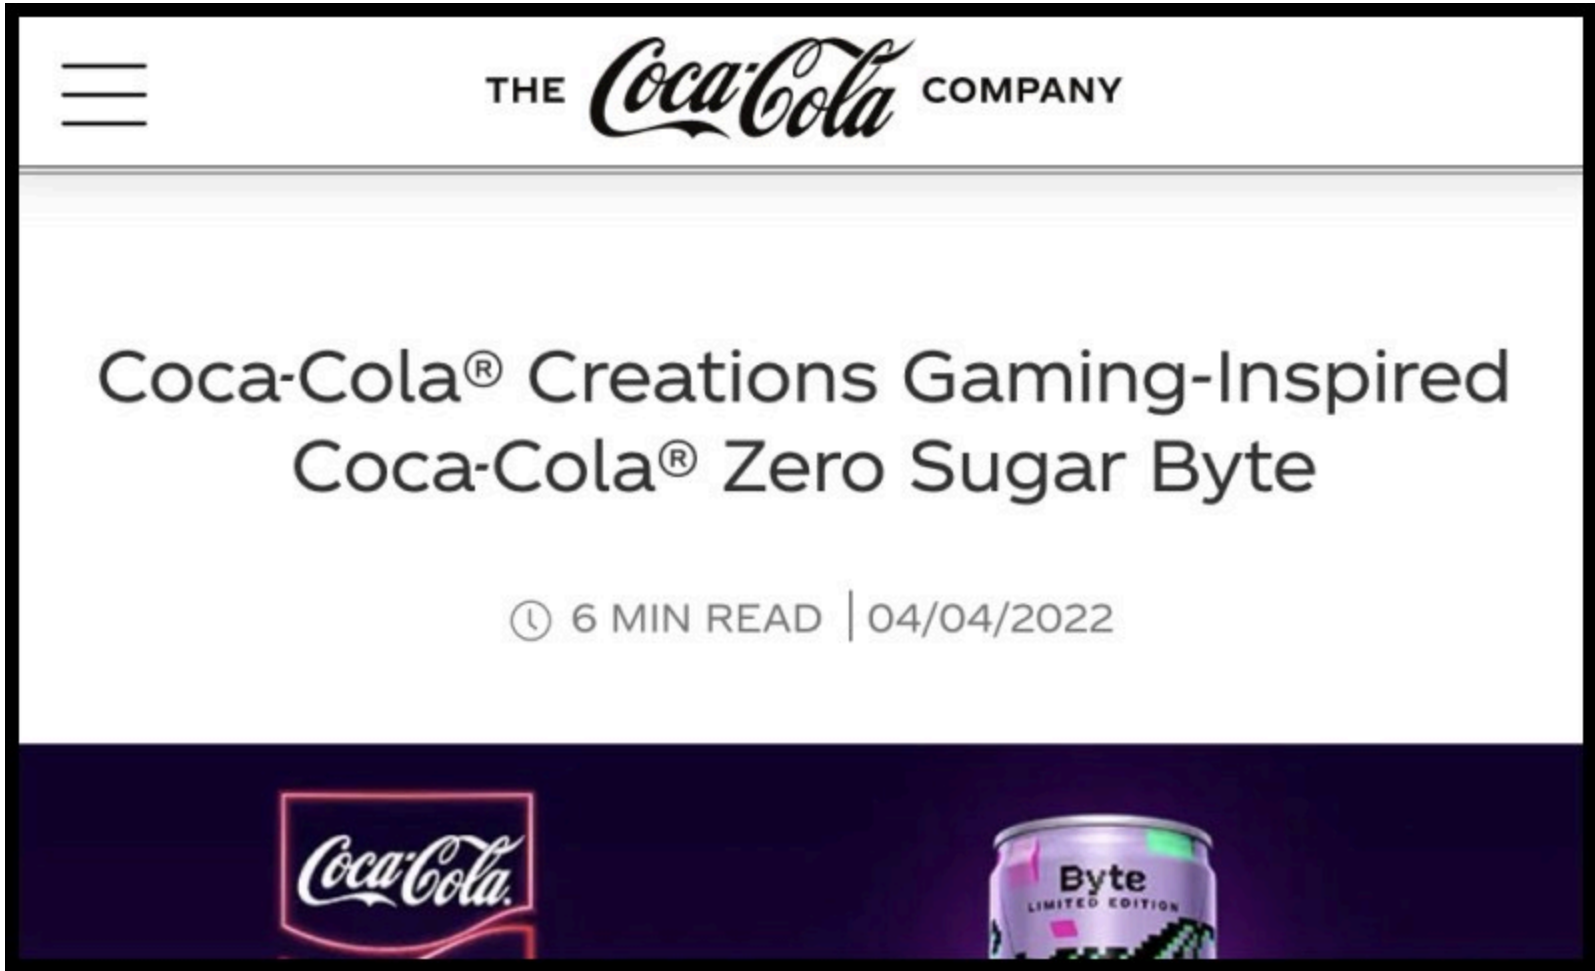 THE Coca-Cola COMPANY
Coca-Cola® Creations Gaming-Inspired
Coca-Cola® Zero Sugar Byte
6 MIN READ | 04/04/2022
Coca-Cola
Byte
LIMITED EDITION